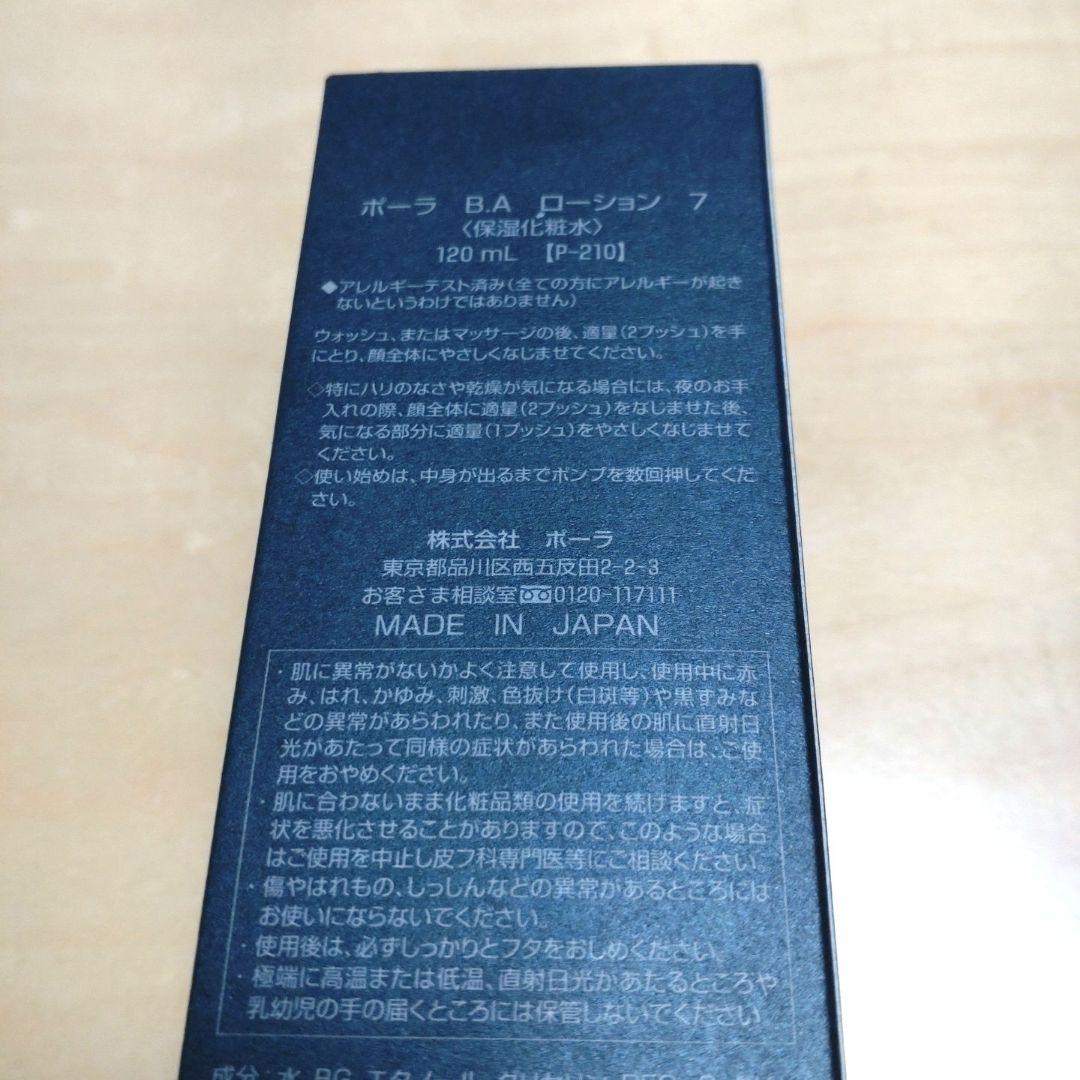 ポーラ B.A ローション 7
〈保湿化粧水〉
120 mL 【P-210】
◆アレルギーテスト済み(全ての方にアレルギーが起き
ないというわけではありません)
ウォッシュ、またはマッサージの後、適量(2プッシュ)を手
にとり、顔全体にやさしくなじませてください。
◇特にハリのなさや乾燥が気になる場合には、夜のお手
入れの際、顔全体に適量(2プッシュ)をなじませた後、
気になる部分に適量(1プッシュ)をやさしくなじませて
ください。
◇使い始めは、中身が出るまでポンプを数回押してくだ
さい。
株式会社 ポーラ
東京都品川区西五反田2-2-3
お客さま相談室 0120-117111
MADE IN JAPAN
・肌に異常がないかよく注意して使用し、使用中に赤
み、はれ、かゆみ、刺激、色抜け(白斑等)や黒ずみな
どの異常があらわれたり、また使用後の肌に直射日
光があたって同様の症状があらわれた場合は、ご使
用をおやめください。
・肌に合わないまま化粧品類の使用を続けますと、症
状を悪化させることがありますので、このような場合
はご使用を中止し皮フ科専門医等にご相談ください。
・傷やはれもの、しっしんなどの異常があるところには
お使いにならないでください。
・使用後は、必ずしっかりとフタをおしめください。
・極端に高温または低温、直射日光があたるところや
乳幼児の手の届くところには保管しないでください
成分:水、BG、エタノール、グリセリン、PEG-